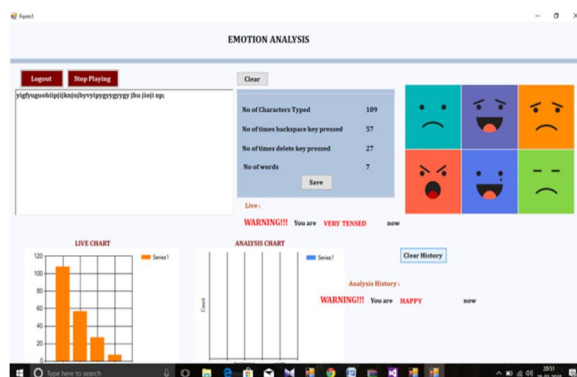 Form1
EMOTION ANALYSIS
Logout Stop Playing Clear
No of Characters Typed 109
No of times backspace key pressed 57
No of times delete key pressed 27
No of words 7
Save
Live :
WARNING!!! You are VERY TENSED now
LIVE CHART
120
100
80
60
40
20
0
Series1
ANALYSIS CHART
Count
Series1
Clear History
Analysis History :
WARNING!!! You are HAPPY now
Type here to search
20:51